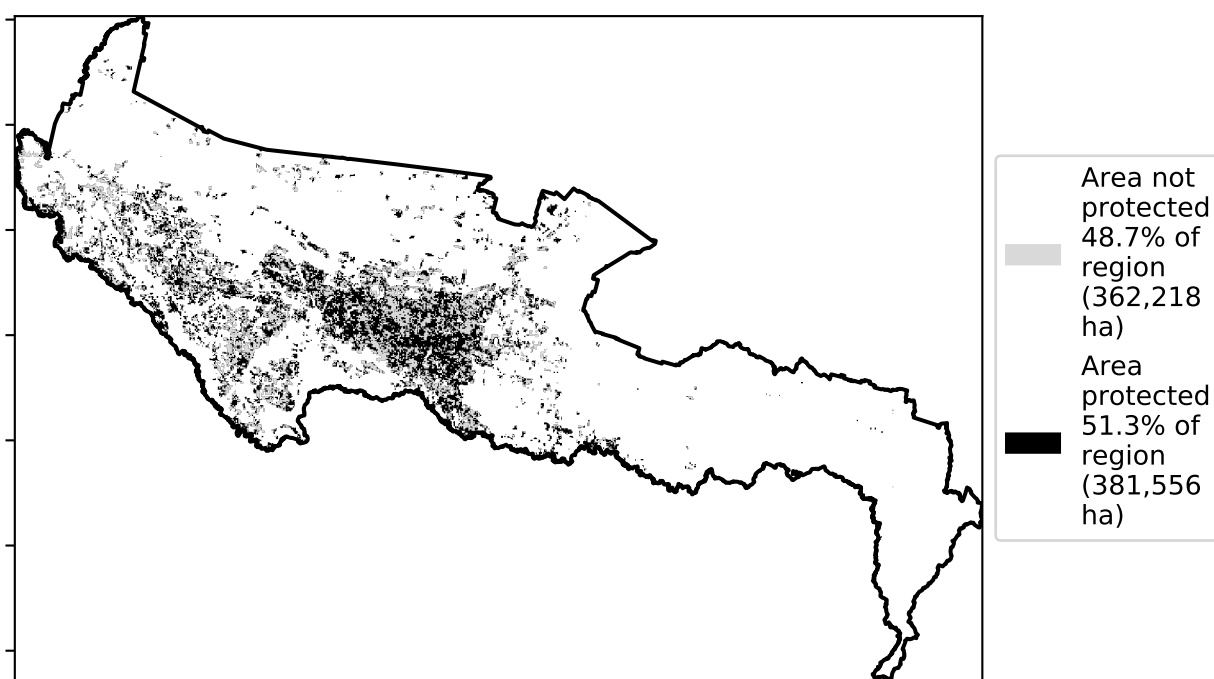 Area not
protected
48.7% of
region
(362,218
ha)
Area
protected
51.3% of
region
(381,556
ha)